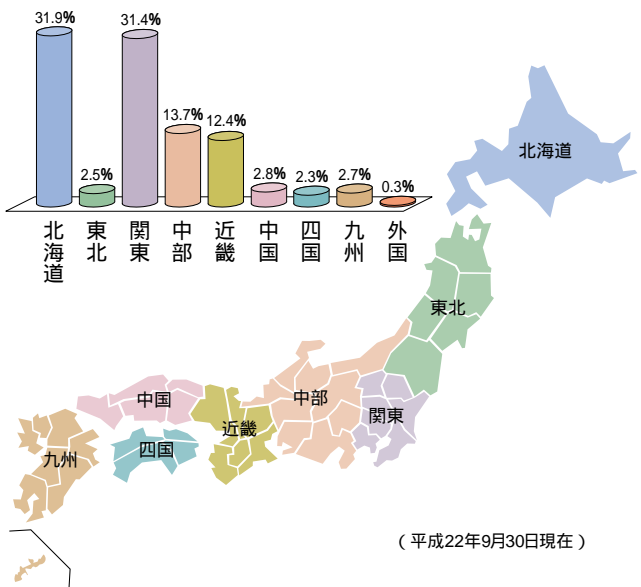 31.9%
2.5%
31.4%
13.7%
12.4%
2.8%
2.3%
2.7%
0.3%
北海道
東北
関東
中部
近畿
中国
四国
九州
外国
北海道
東北
中部
関東
中国
近畿
四国
九州
（平成22年9月30日現在）